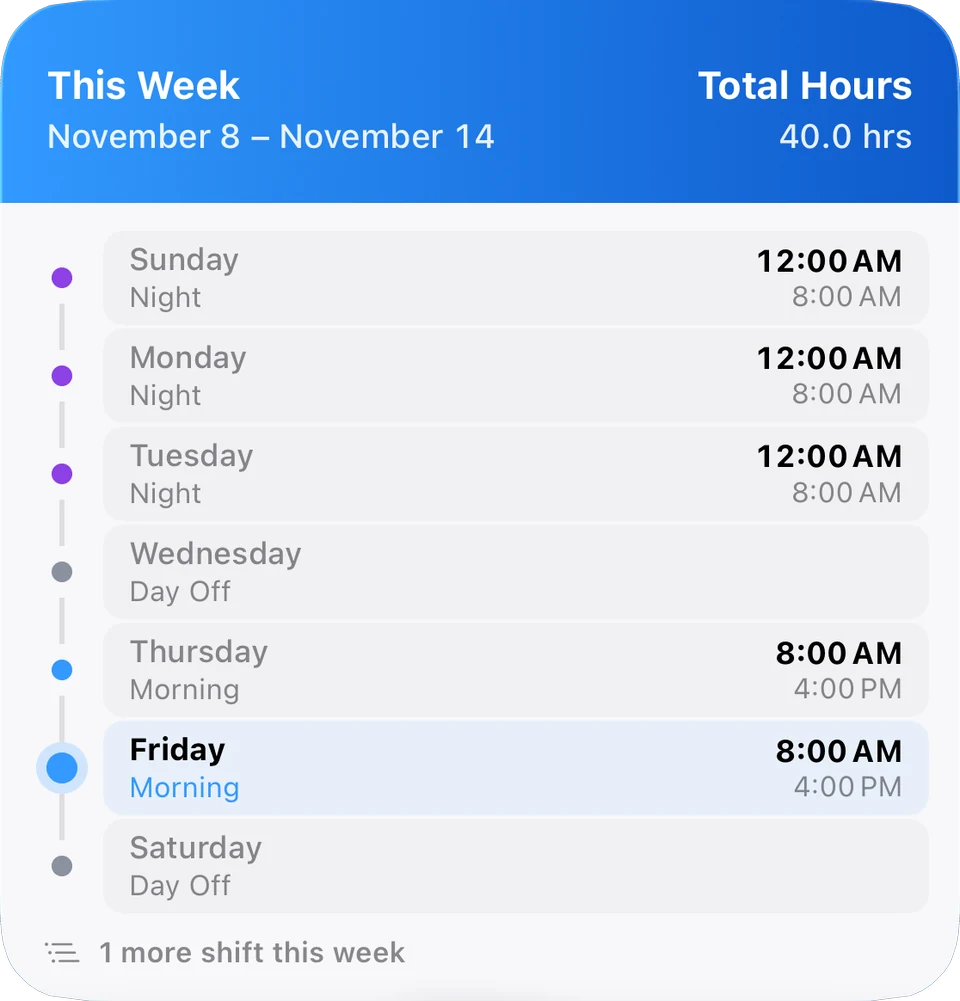 This Week
Total Hours
November 8 – November 14
40.0 hrs
Sunday
12:00 AM
Night
8:00 AM
Monday
12:00 AM
Night
8:00 AM
Tuesday
12:00 AM
Night
8:00 AM
Wednesday
Day Off
Thursday
8:00 AM
Morning
4:00 PM
Friday
8:00 AM
Morning
4:00 PM
Saturday
Day Off
1 more shift this week